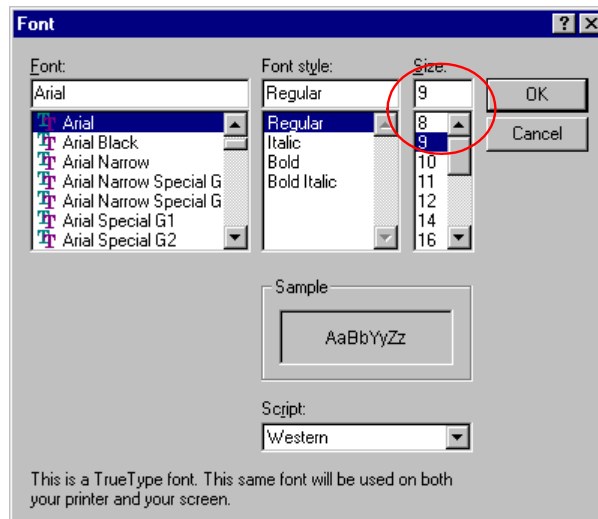 Font
Font:
Font style:
Size:
Arial
Regular
9
OK
Cancel
Arial
Arial Black
Arial Narrow
Arial Narrow Special G
Arial Narrow Special G
Arial Special G1
Arial Special G2
Regular
Italic
Bold
Bold Italic
8
9
10
11
12
14
16
Sample
AaBbYyZz
Script:
Western
This is a TrueType font. This same font will be used on both
your printer and your screen.